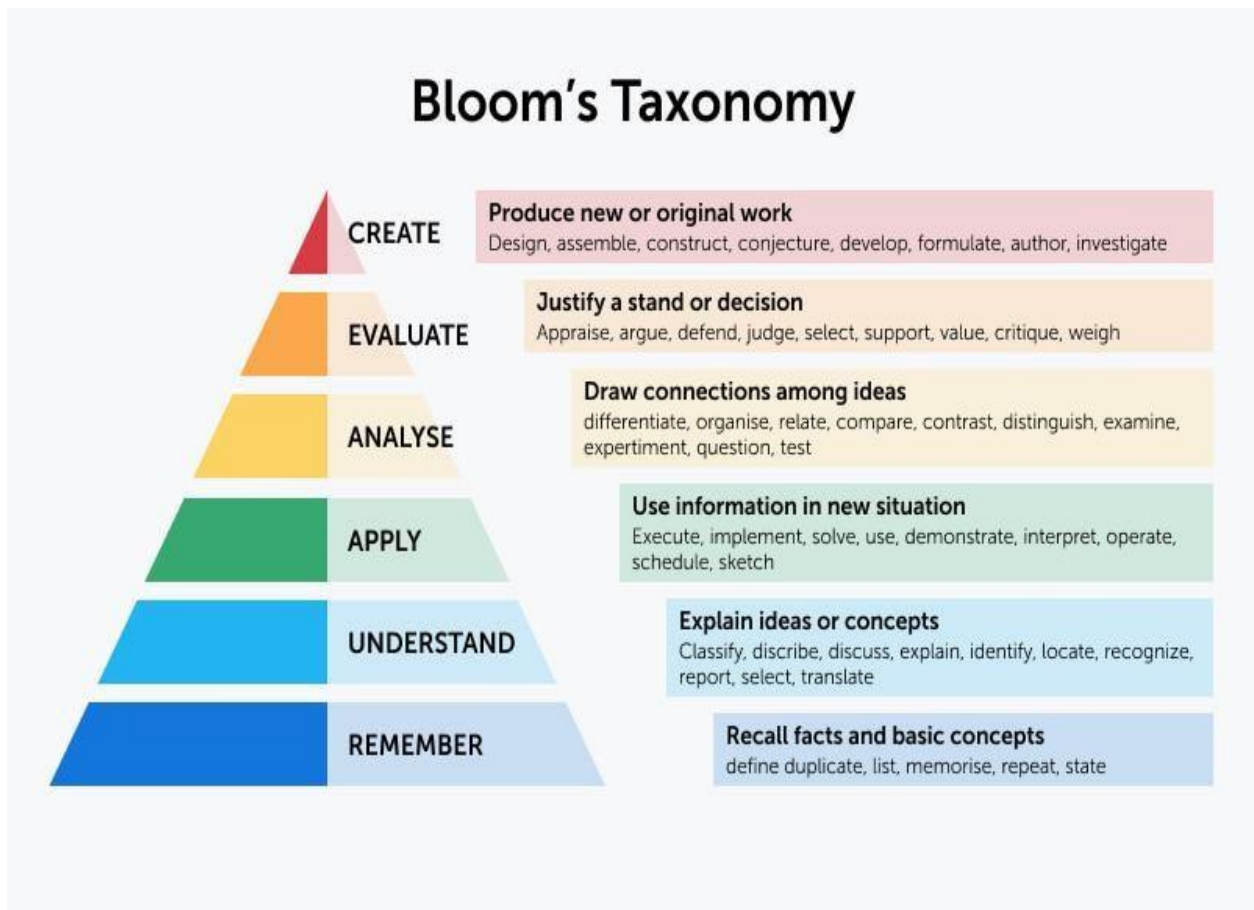 Bloom's Taxonomy
CREATE
Produce new or original work
Design, assemble, construct, conjecture, develop, formulate, author, investigate
EVALUATE
Justify a stand or decision
Appraise, argue, defend, judge, select, support, value, critique, weigh
ANALYSE
Draw connections among ideas
differentiate, organise, relate, compare, contrast, distinguish, examine,
expertiment, question, test
APPLY
Use information in new situation
Execute, implement, solve, use, demonstrate, interpret, operate,
schedule, sketch
UNDERSTAND
Explain ideas or concepts
Classify, discribe, discuss, explain, identify, locate, recognize,
report, select, translate
REMEMBER
Recall facts and basic concepts
define duplicate, list, memorise, repeat, state